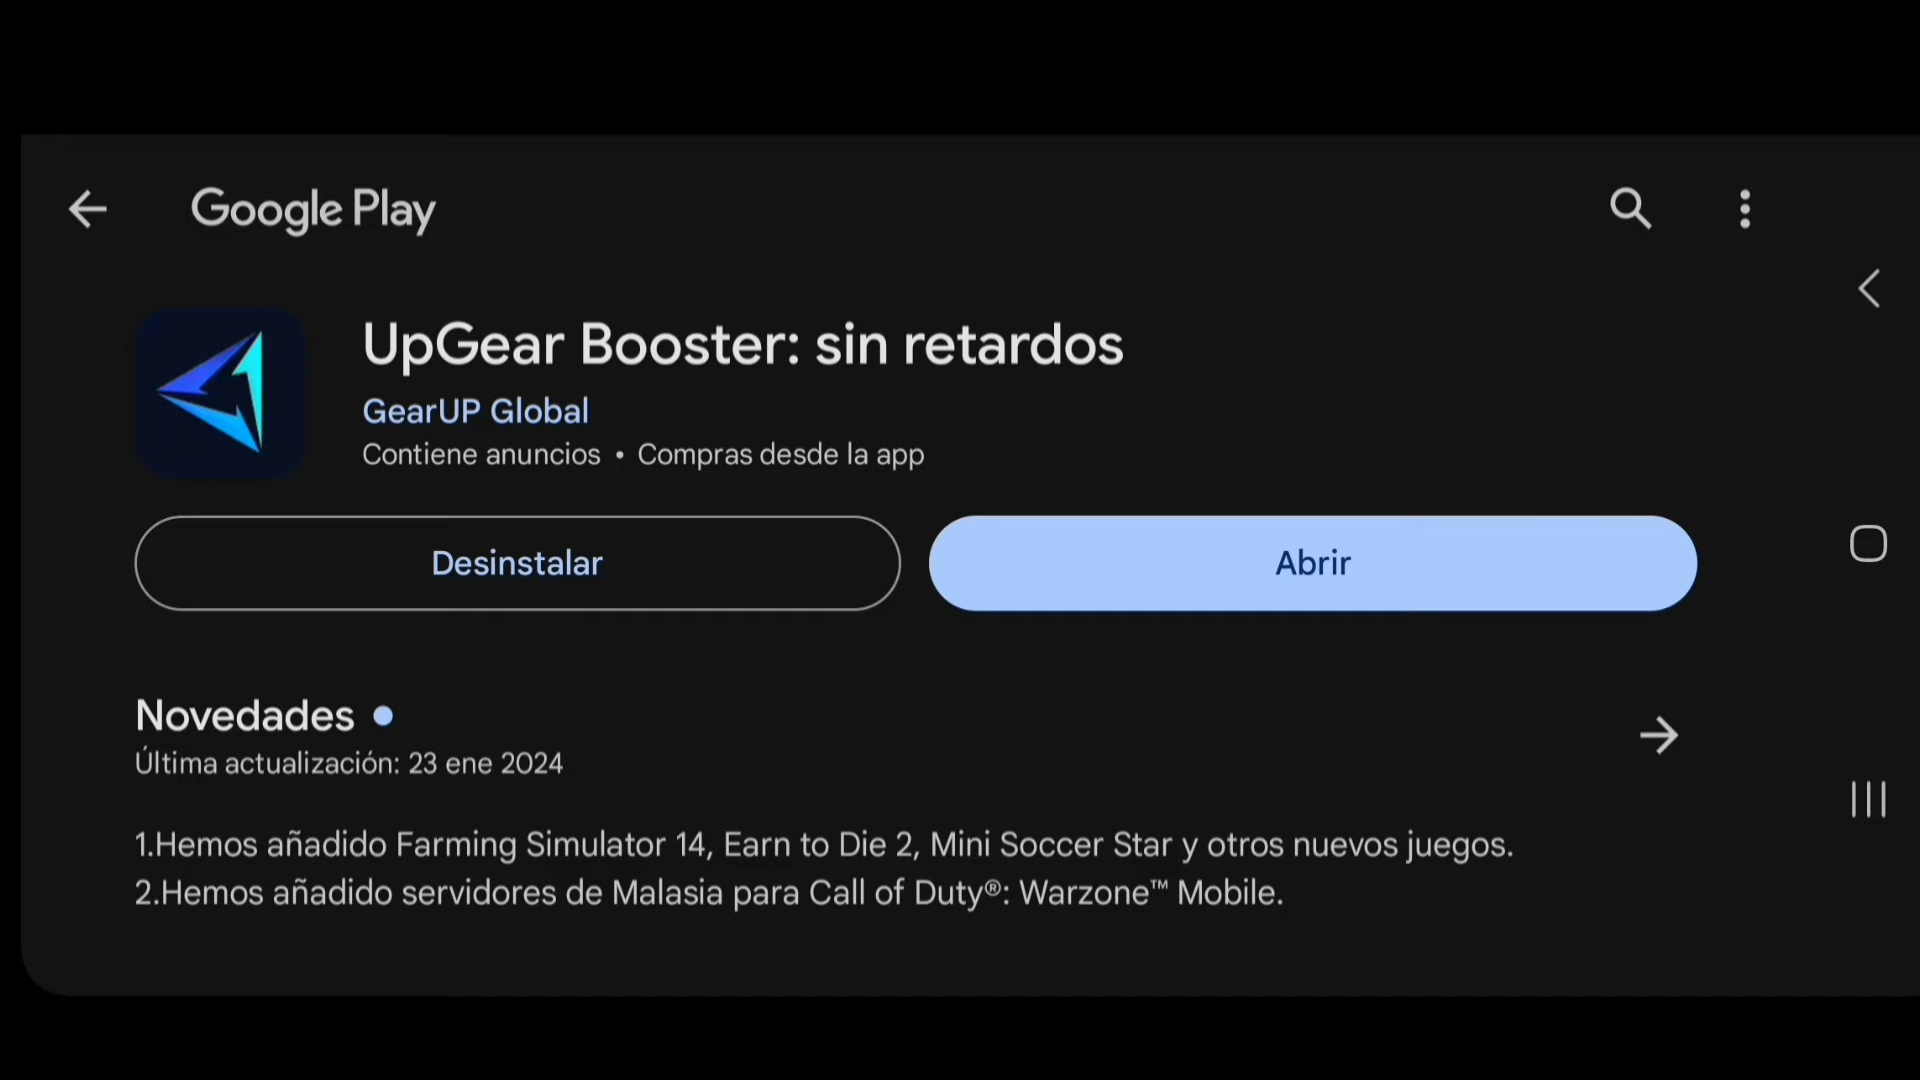 Google Play
UpGear Booster: sin retardos
GearUP Global
Contiene anuncios • Compras desde la app
Desinstalar
Abrir
Novedades
Última actualización: 23 ene 2024
1.Hemos añadido Farming Simulator 14, Earn to Die 2, Mini Soccer Star y otros nuevos juegos.
2.Hemos añadido servidores de Malasia para Call of Duty®: Warzone™ Mobile.